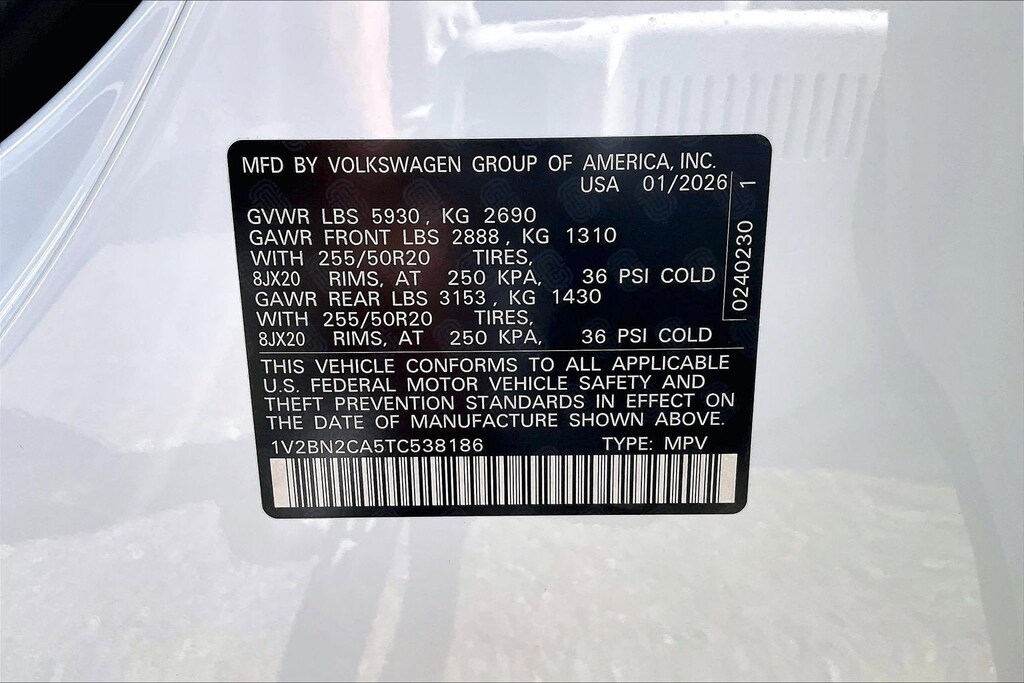 MFD BY VOLKSWAGEN GROUP OF AMERICA, INC.
USA 01/2026
GVWR LBS 5930, KG 2690
GAWR FRONT LBS 2888, KG 1310
WITH 255/50R20 TIRES,
8JX20 RIMS, AT 250 KPA, 36 PSI COLD
GAWR REAR LBS 3153, KG 1430
WITH 255/50R20 TIRES,
8JX20 RIMS, AT 250 KPA, 36 PSI COLD
0240230 1
THIS VEHICLE CONFORMS TO ALL APPLICABLE
U.S. FEDERAL MOTOR VEHICLE SAFETY AND
THEFT PREVENTION STANDARDS IN EFFECT ON
THE DATE OF MANUFACTURE SHOWN ABOVE.
1V2BN2CA5TC538186 TYPE: MPV